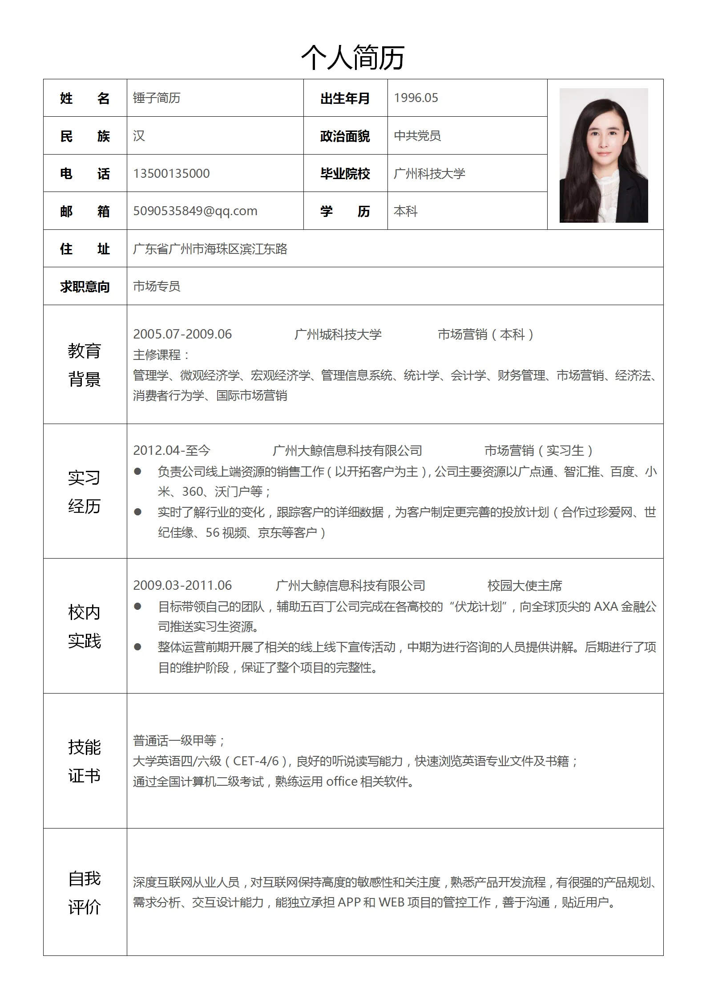 个人简历
姓 名 锤子简历 出生年月 1996.05
民 族 汉 政治面貌 中共党员
电 话 13500135000 毕业院校 广州科技大学
邮 箱 5090535849@qq.com 学 历 本科
住 址 广东省广州市海珠区滨江东路
求职意向 市场专员
教育
背景
2005.07-2009.06 广州城科技大学 市场营销（本科）
主修课程：
管理学、微观经济学、宏观经济学、管理信息系统、统计学、会计学、财务管理、市场营销、经济法、
消费者行为学、国际市场营销
实习
经历
2012.04-至今 广州大鲸信息科技有限公司 市场营销（实习生）
● 负责公司线上端资源的销售工作（以开拓客户为主），公司主要资源以广点通、智汇推、百度、小
米、360、沃门户等；
● 实时了解行业的变化，跟踪客户的详细数据，为客户制定更完善的投放计划（合作过珍爱网、世
纪佳缘、56 视频、京东等客户）
校内
实践
2009.03-2011.06 广州大鲸信息科技有限公司 校园大使主席
● 目标带领自己的团队，辅助五百丁公司完成在各高校的“伏龙计划”，向全球顶尖的 AXA 金融公
司推送实习生资源。
● 整体运营前期开展了相关的线上线下宣传活动，中期为进行咨询的人员提供讲解。后期进行了项
目的维护阶段，保证了整个项目的完整性。
技能
证书
普通话一级甲等；
大学英语四/六级（CET-4/6），良好的听说读写能力，快速浏览英语专业文件及书籍；
通过全国计算机二级考试，熟练运用 office 相关软件。
自我
评价
深度互联网从业人员，对互联网保持高度的敏感性和关注度，熟悉产品开发流程，有很强的产品规划、
需求分析、交互设计能力，能独立承担 APP 和 WEB 项目的管控工作，善于沟通，贴近用户。